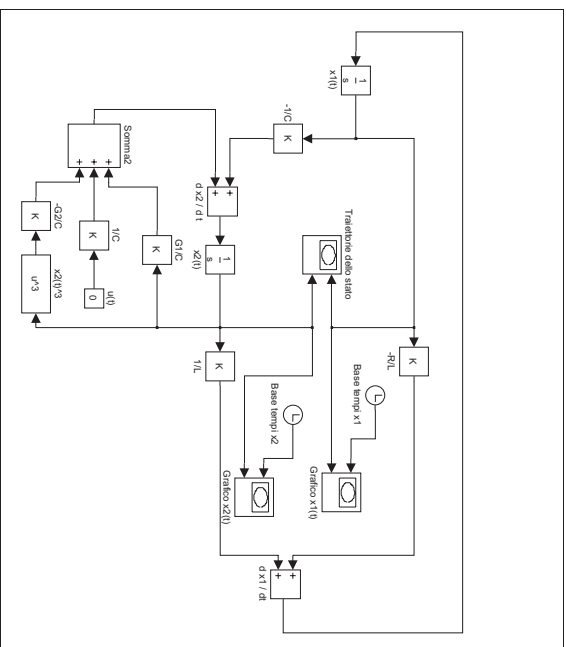 K
-R/L
1
s
x1(t)
L
Base tempi x1
Traiettorie dello stato
Grafico x1(t)
K
-1/C
L
Base tempi x2
+
+
d x1 / dt
Grafico x2(t)
+
+
d x2 / d t
1
s
x2(t)
K
1/L
K
G1/C
Somma2
+
+
+
K
1/C
u(t)
0
K
-G2/C
x2(t)^3
u^3